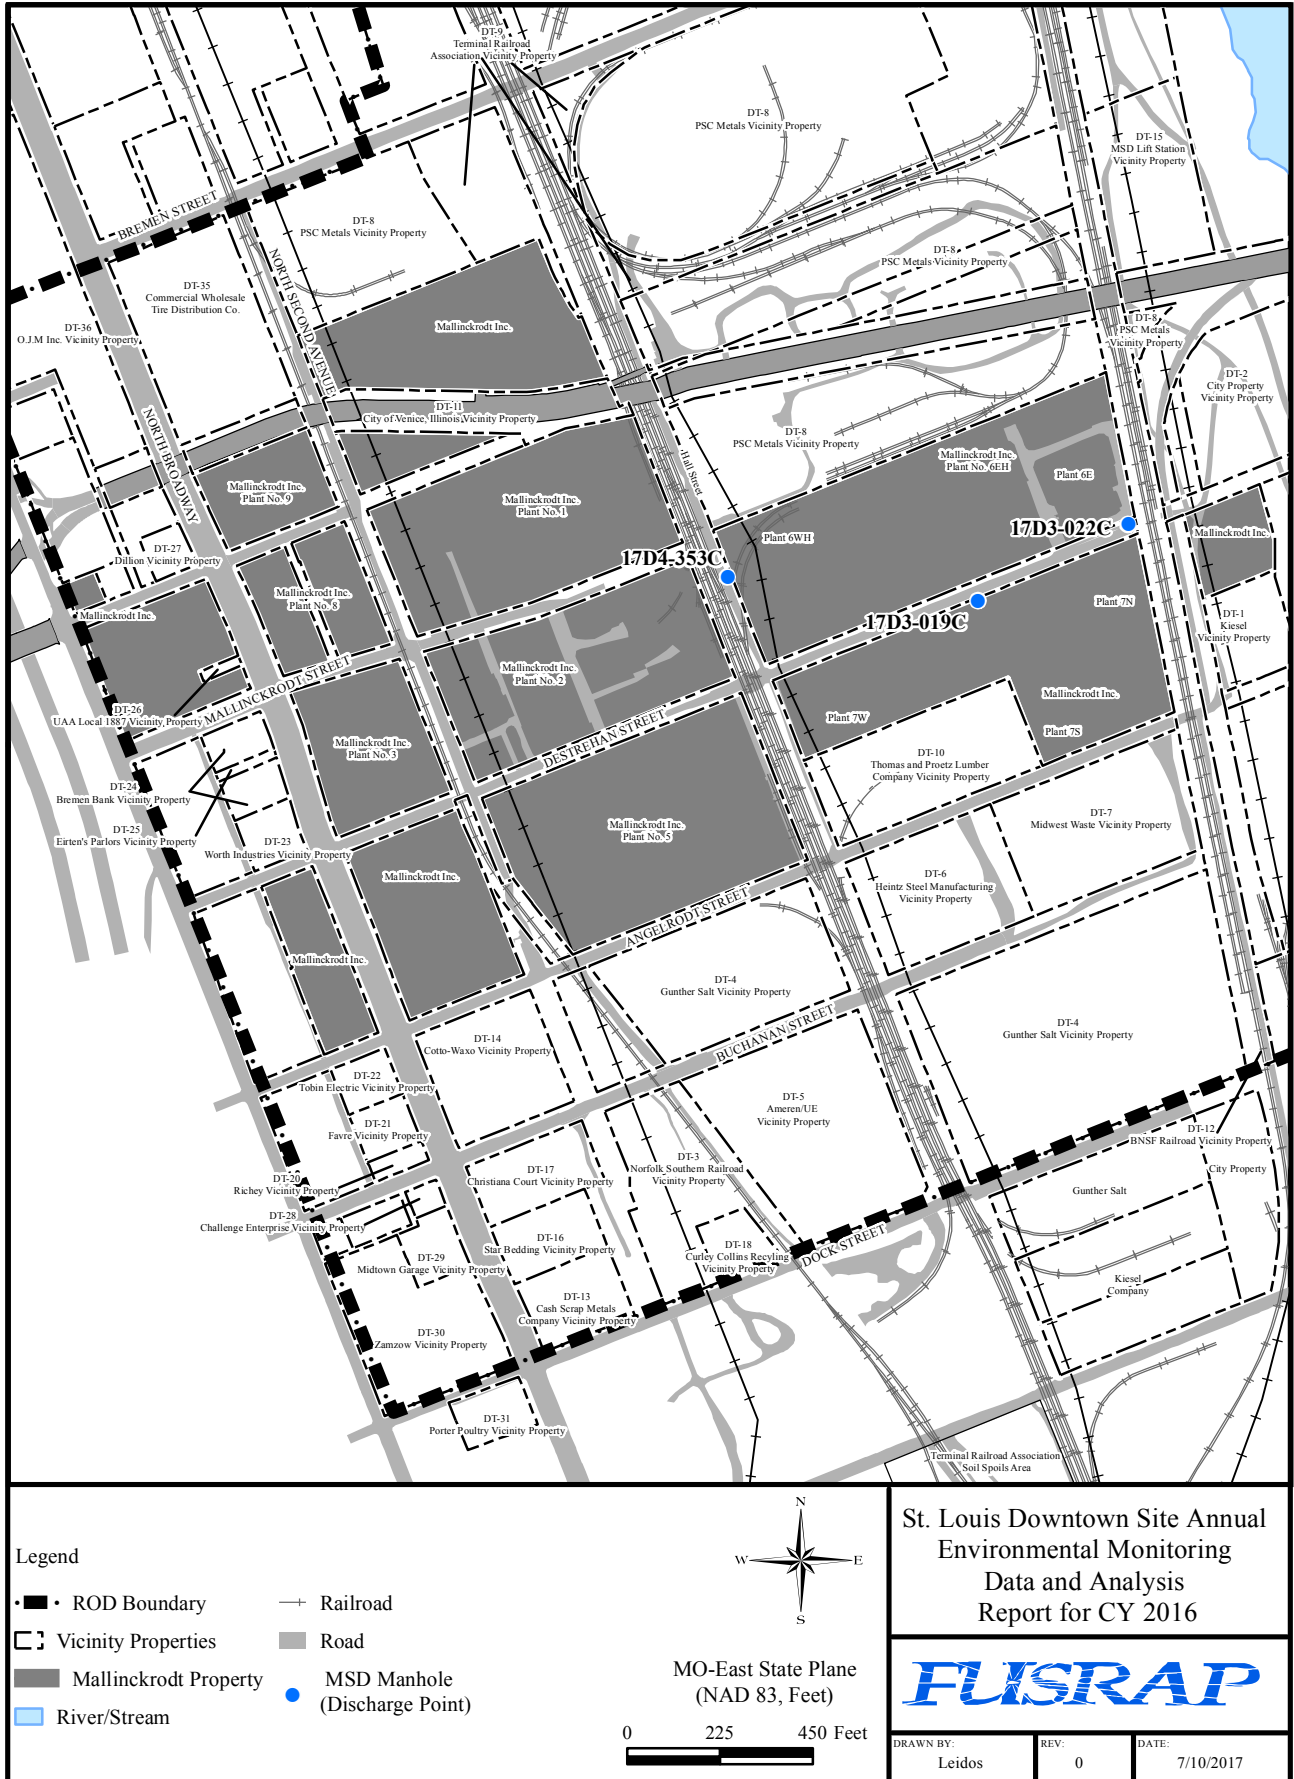 DT-9
Terminal Railroad
Association Vicinity Property
DT-8
PSC Metals Vicinity Property
DT-15
MSD Lift Station
Vicinity Property
BREMEN STREET
DT-8
PSC Metals Vicinity Property
NORTH SECOND AVENUE
DT-8
PSC Metals Vicinity Property
DT-35
Commercial Wholesale
Tire Distribution Co.
Mallinckrodt Inc.
DT-36
O.J.M Inc. Vicinity Property
DT-8
PSC Metals
Vicinity Property
DT-2
City Property
Vicinity Property
DT-11
City of Venice, Illinois Vicinity Property
NORTH BROADWAY
DT-8
PSC Metals Vicinity Property
Hall Street
Mallinckrodt Inc.
Plant No. 6EH
Plant 6E
Mallinckrodt Inc.
Plant No. 9
Mallinckrodt Inc.
Plant No. 1
17D3-022C
Mallinckrodt Inc.
Plant 6WH
DT-27
Dillion Vicinity Property
17D4-353C
Mallinckrodt Inc.
Plant No. 8
Plant 7N
Mallinckrodt Inc.
17D3-019C
DT-1
Kiesel
Vicinity Property
MALLINCKRODT STREET
Mallinckrodt Inc.
Plant No. 2
Mallinckrodt Inc.
DT-26
UAA Local 1887 Vicinity Property
Plant 7W
Plant 7S
DESTREHAN STREET
Mallinckrodt Inc.
Plant No. 3
DT-10
Thomas and Proetz Lumber
Company Vicinity Property
DT-24
Bremen Bank Vicinity Property
DT-25
Eirten's Parlors Vicinity Property
DT-23
Worth Industries Vicinity Property
Mallinckrodt Inc.
Plant No. 5
DT-7
Midwest Waste Vicinity Property
Mallinckrodt Inc.
DT-6
Heintz Steel Manufacturing
Vicinity Property
ANGELRODT STREET
Mallinckrodt Inc.
DT-4
Gunther Salt Vicinity Property
BUCHANAN STREET
DT-4
Gunther Salt Vicinity Property
DT-14
Cotto-Waxo Vicinity Property
DT-22
Tobin Electric Vicinity Property
DT-5
Ameren/UE
Vicinity Property
DT-21
Favre Vicinity Property
DT-12
BNSF Railroad Vicinity Property
DT-3
Norfolk Southern Railroad
Vicinity Property
DT-17
Christiana Court Vicinity Property
City Property
DT-20
Richey Vicinity Property
Gunther Salt
DT-28
Challenge Enterprise Vicinity Property
DT-16
Star Bedding Vicinity Property
DT-18
Curley Collins Recyling
Vicinity Property
DOCK STREET
DT-29
Midtown Garage Vicinity Property
Kiesel
Company
DT-13
Cash Scrap Metals
Company Vicinity Property
DT-30
Zamzow Vicinity Property
DT-31
Porter Poultry Vicinity Property
Terminal Railroad Association
Soil Spoils Area
Legend
ROD Boundary
Vicinity Properties
Mallinckrodt Property
River/Stream
Railroad
Road
MSD Manhole
(Discharge Point)
N
W
E
S
MO-East State Plane
(NAD 83, Feet)
0 225 450 Feet
St. Louis Downtown Site Annual
Environmental Monitoring
Data and Analysis
Report for CY 2016
FUSRAP
DRAWN BY:
Leidos
REV:
0
DATE:
7/10/2017